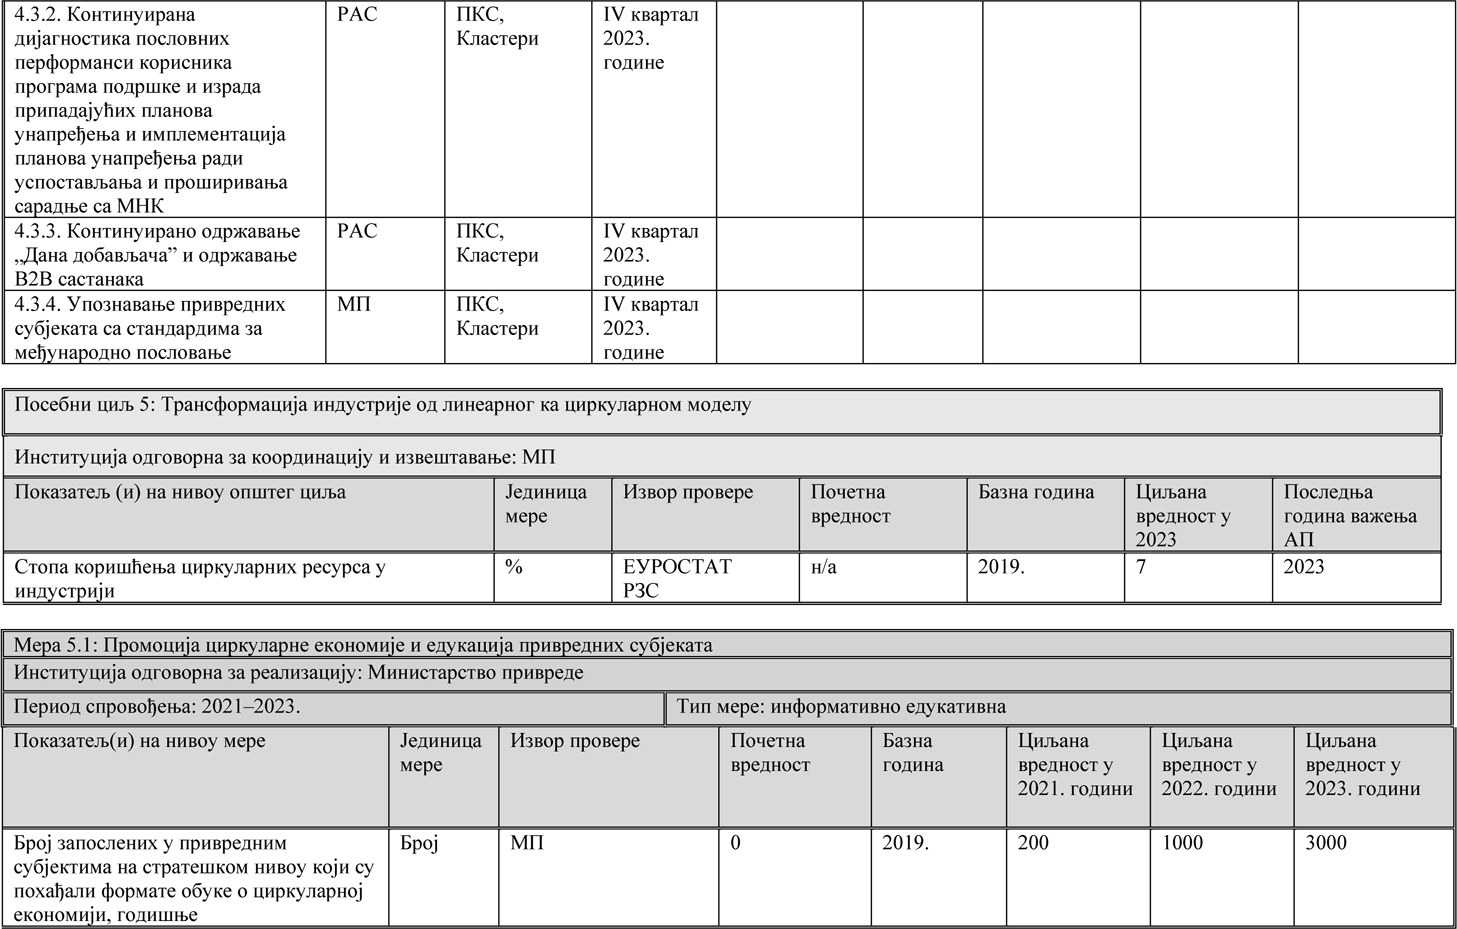 4.3.2. Континуирана
дијагностика пословних
перформанси корисника
програма подршке и израда
припадајућих планова
унапређења и имплементација
планова унапређења ради
успостављања и проширивања
сарадње са МНК
РАС
ПКС,
Кластери
IV квартал
2023.
године
4.3.3. Континуирано одржавање
„Дана добављача” и одржавање
B2B састанака
РАС
ПКС,
Кластери
IV квартал
2023.
године
4.3.4. Упознавање привредних
субјеката са стандардима за
међународно пословање
МП
ПКС,
Кластери
IV квартал
2023.
године
Посебни циљ 5: Трансформација индустрије од линеарног ка циркуларном моделу
Институција одговорна за координацију и извештавање: МП
Показатељ (и) на нивоу општег циља
Јединица
мере
Извор провере
Почетна
вредност
Базна година
Циљана
вредност у
2023
Последња
година важења
АП
Стопа коришћења циркуларних ресурса у
индустрији
%
ЕУРОСТАТ
РЗС
н/а
2019.
7
2023
Мера 5.1: Промоција циркуларне економије и едукација привредних субјеката
Институција одговорна за реализацију: Министарство привреде
Период спровођења: 2021–2023.
Тип мере: информативно едукативна
Показатељ(и) на нивоу мере
Јединица
мере
Извор провере
Почетна
вредност
Базна
година
Циљана
вредност у
2021. години
Циљана
вредност у
2022. години
Циљана
вредност у
2023. години
Број запослених у привредним
субјектима на стратешком нивоу који су
похађали формате обуке о циркуларној
економији, годишње
Број
МП
0
2019.
200
1000
3000